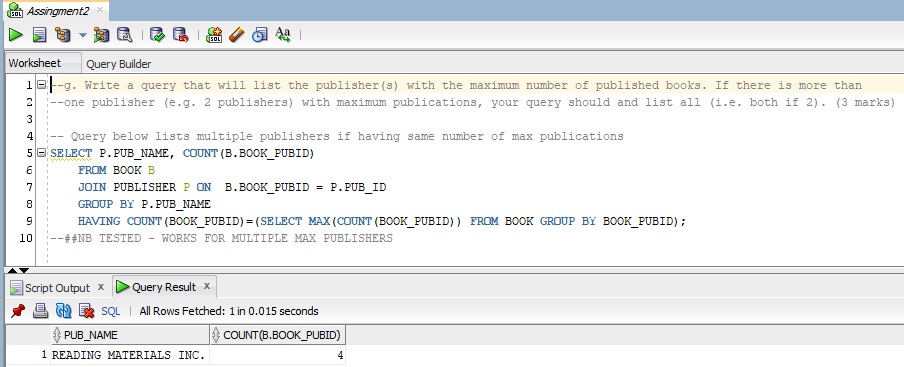 Assingment2
SQL
Aa
Worksheet Query Builder
1 --g. Write a query that will list the publisher(s) with the maximum number of published books. If there is more than
2 --one publisher (e.g. 2 publishers) with maximum publications, your query should and list all (i.e. both if 2). (3 marks)
3
4 -- Query below lists multiple publishers if having same number of max publications
5 SELECT P.PUB_NAME, COUNT(B.BOOK_PUBID)
6 FROM BOOK B
7 JOIN PUBLISHER P ON B.BOOK_PUBID = P.PUB_ID
8 GROUP BY P.PUB_NAME
9 HAVING COUNT(BOOK_PUBID)=(SELECT MAX(COUNT(BOOK_PUBID)) FROM BOOK GROUP BY BOOK_PUBID);
10 --##NB TESTED - WORKS FOR MULTIPLE MAX PUBLISHERS
Script Output x Query Result x
SQL | All Rows Fetched: 1 in 0.015 seconds
PUB_NAME COUNT(B.BOOK_PUBID)
1 READING MATERIALS INC. 4